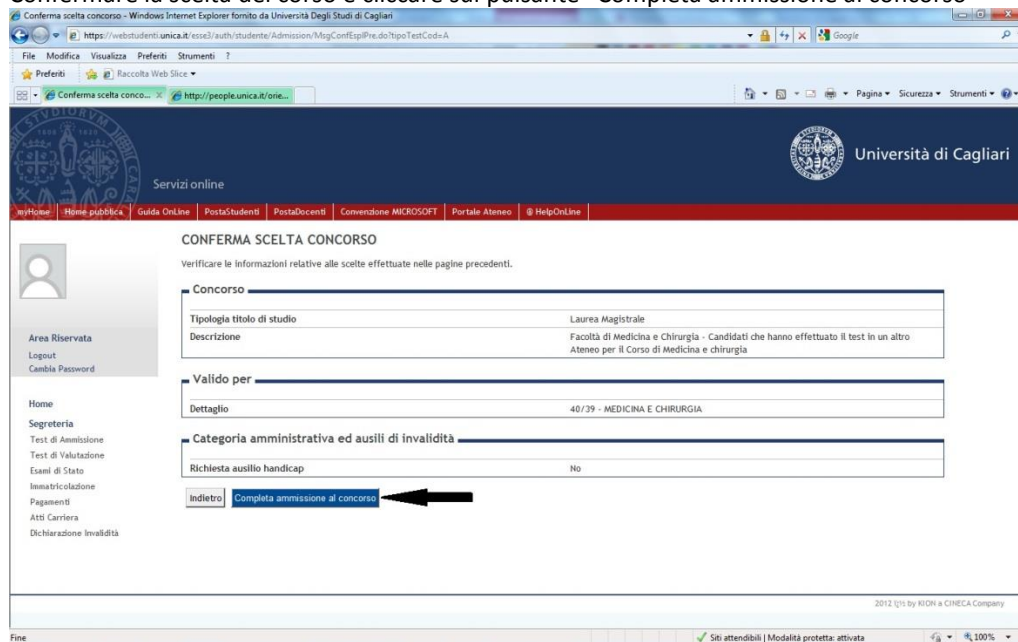 Confermare la scelta del corso e cliccare sul pulsante "Completa ammissione al concorso"
Conferma scelta concorso - Windows Internet Explorer fornito da Università Degli Studi di Cagliari
https://webstudenti.unica.it/esse3/auth/studente/Admission/MsgConfEsplPre.do?tipoTestCod=A
Google
File Modifica Visualizza Preferiti Strumenti ?
Preferiti Raccolta Web Slice
Conferma scelta conco... http://people.unica.it/orie... Pagina Sicurezza Strumenti
Università di Cagliari
Servizi online
myHome Home pubblica Guida OnLine PostaStudenti PostaDocenti Convenzione MICROSOFT Portale Ateneo @ HelpOnLine
CONFERMA SCELTA CONCORSO
Verificare le informazioni relative alle scelte effettuate nelle pagine precedenti.
Concorso
Tipologia titolo di studio Laurea Magistrale
Descrizione Facoltà di Medicina e Chirurgia - Candidati che hanno effettuato il test in un altro
Ateneo per il Corso di Medicina e chirurgia
Valido per
Dettaglio 40/39 - MEDICINA E CHIRURGIA
Categoria amministrativa ed ausili di invalidità
Richiesta ausilio handicap No
Indietro Completa ammissione al concorso
Area Riservata
Logout
Cambia Password
Home
Segreteria
Test di Ammissione
Test di Valutazione
Esami di Stato
Immatricolazione
Pagamenti
Atti Carriera
Dichiarazione Invalidità
by KION a CINECA Company
Fine Siti attendibili | Modalità protetta: attivata 100%